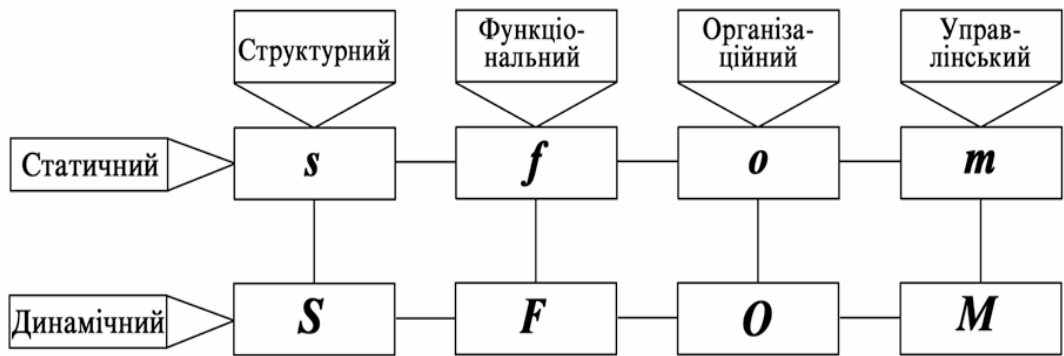 Структурний
Функціо-
нальний
Організа-
ційний
Управ-
лінський
Статичний
s
f
o
m
Динамічний
S
F
O
M